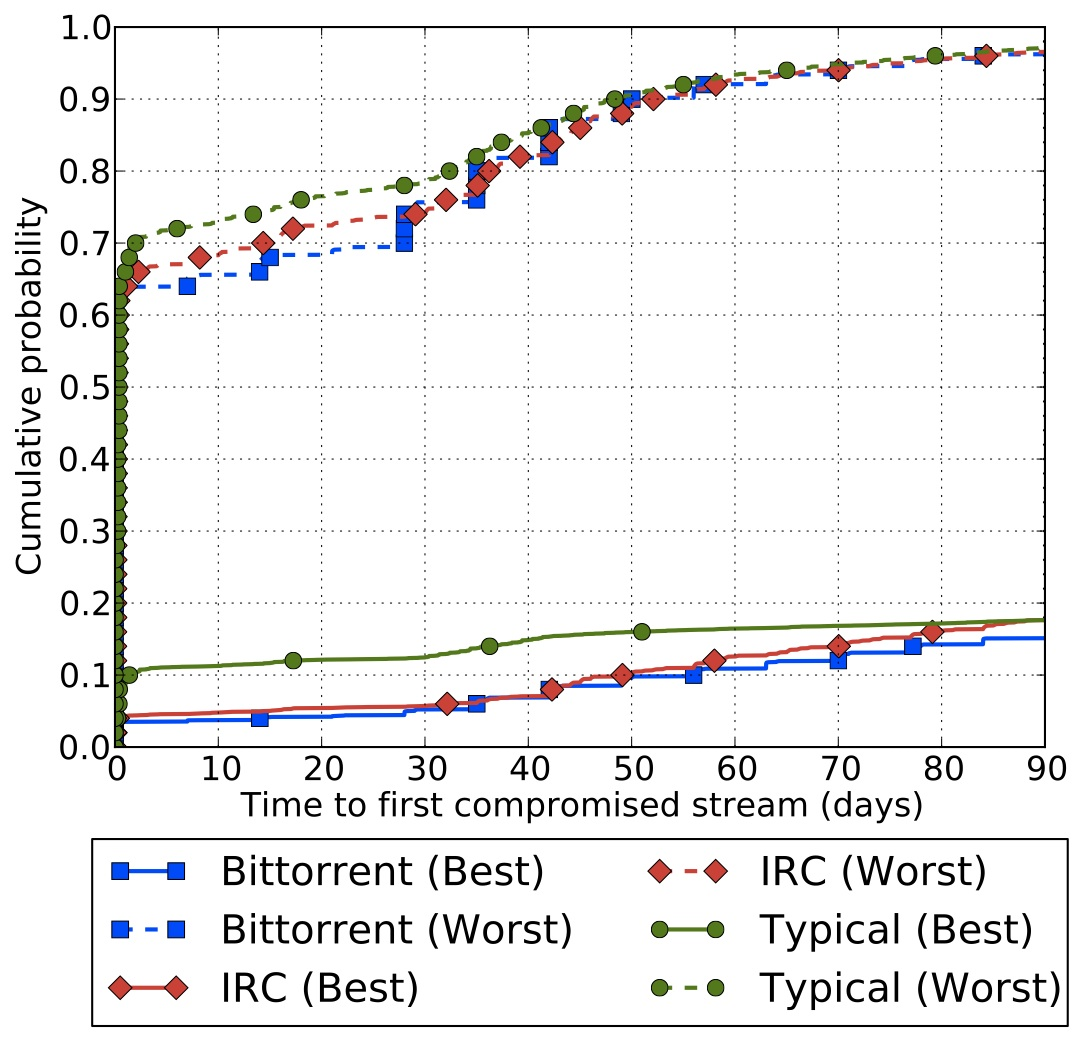 1.0
0.9
0.8
0.7
0.6
0.5
0.4
0.3
0.2
0.1
0.0
Cumulative probability
0 10 20 30 40 50 60 70 80 90
Time to first compromised stream (days)
Bittorrent (Best)
Bittorrent (Worst)
IRC (Best)
IRC (Worst)
Typical (Best)
Typical (Worst)